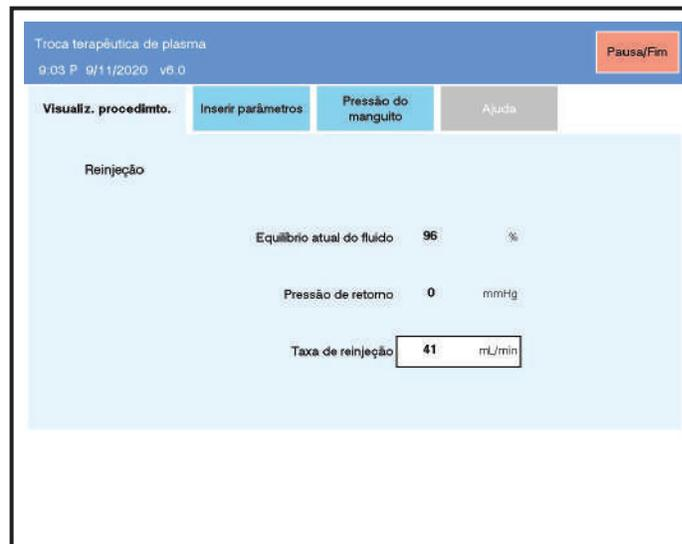 Troca terapêutica de plasma
9:03 P 9/11/2020 v6.0
Pausa/Fim
Visualiz. procedimto.
Inserir parâmetros
Pressão do
manguito
Ajuda
Reinjeção
Equilíbrio atual do fluido 96 %
Pressão de retorno 0 mmHg
Taxa de reinjeção 41 mL/min